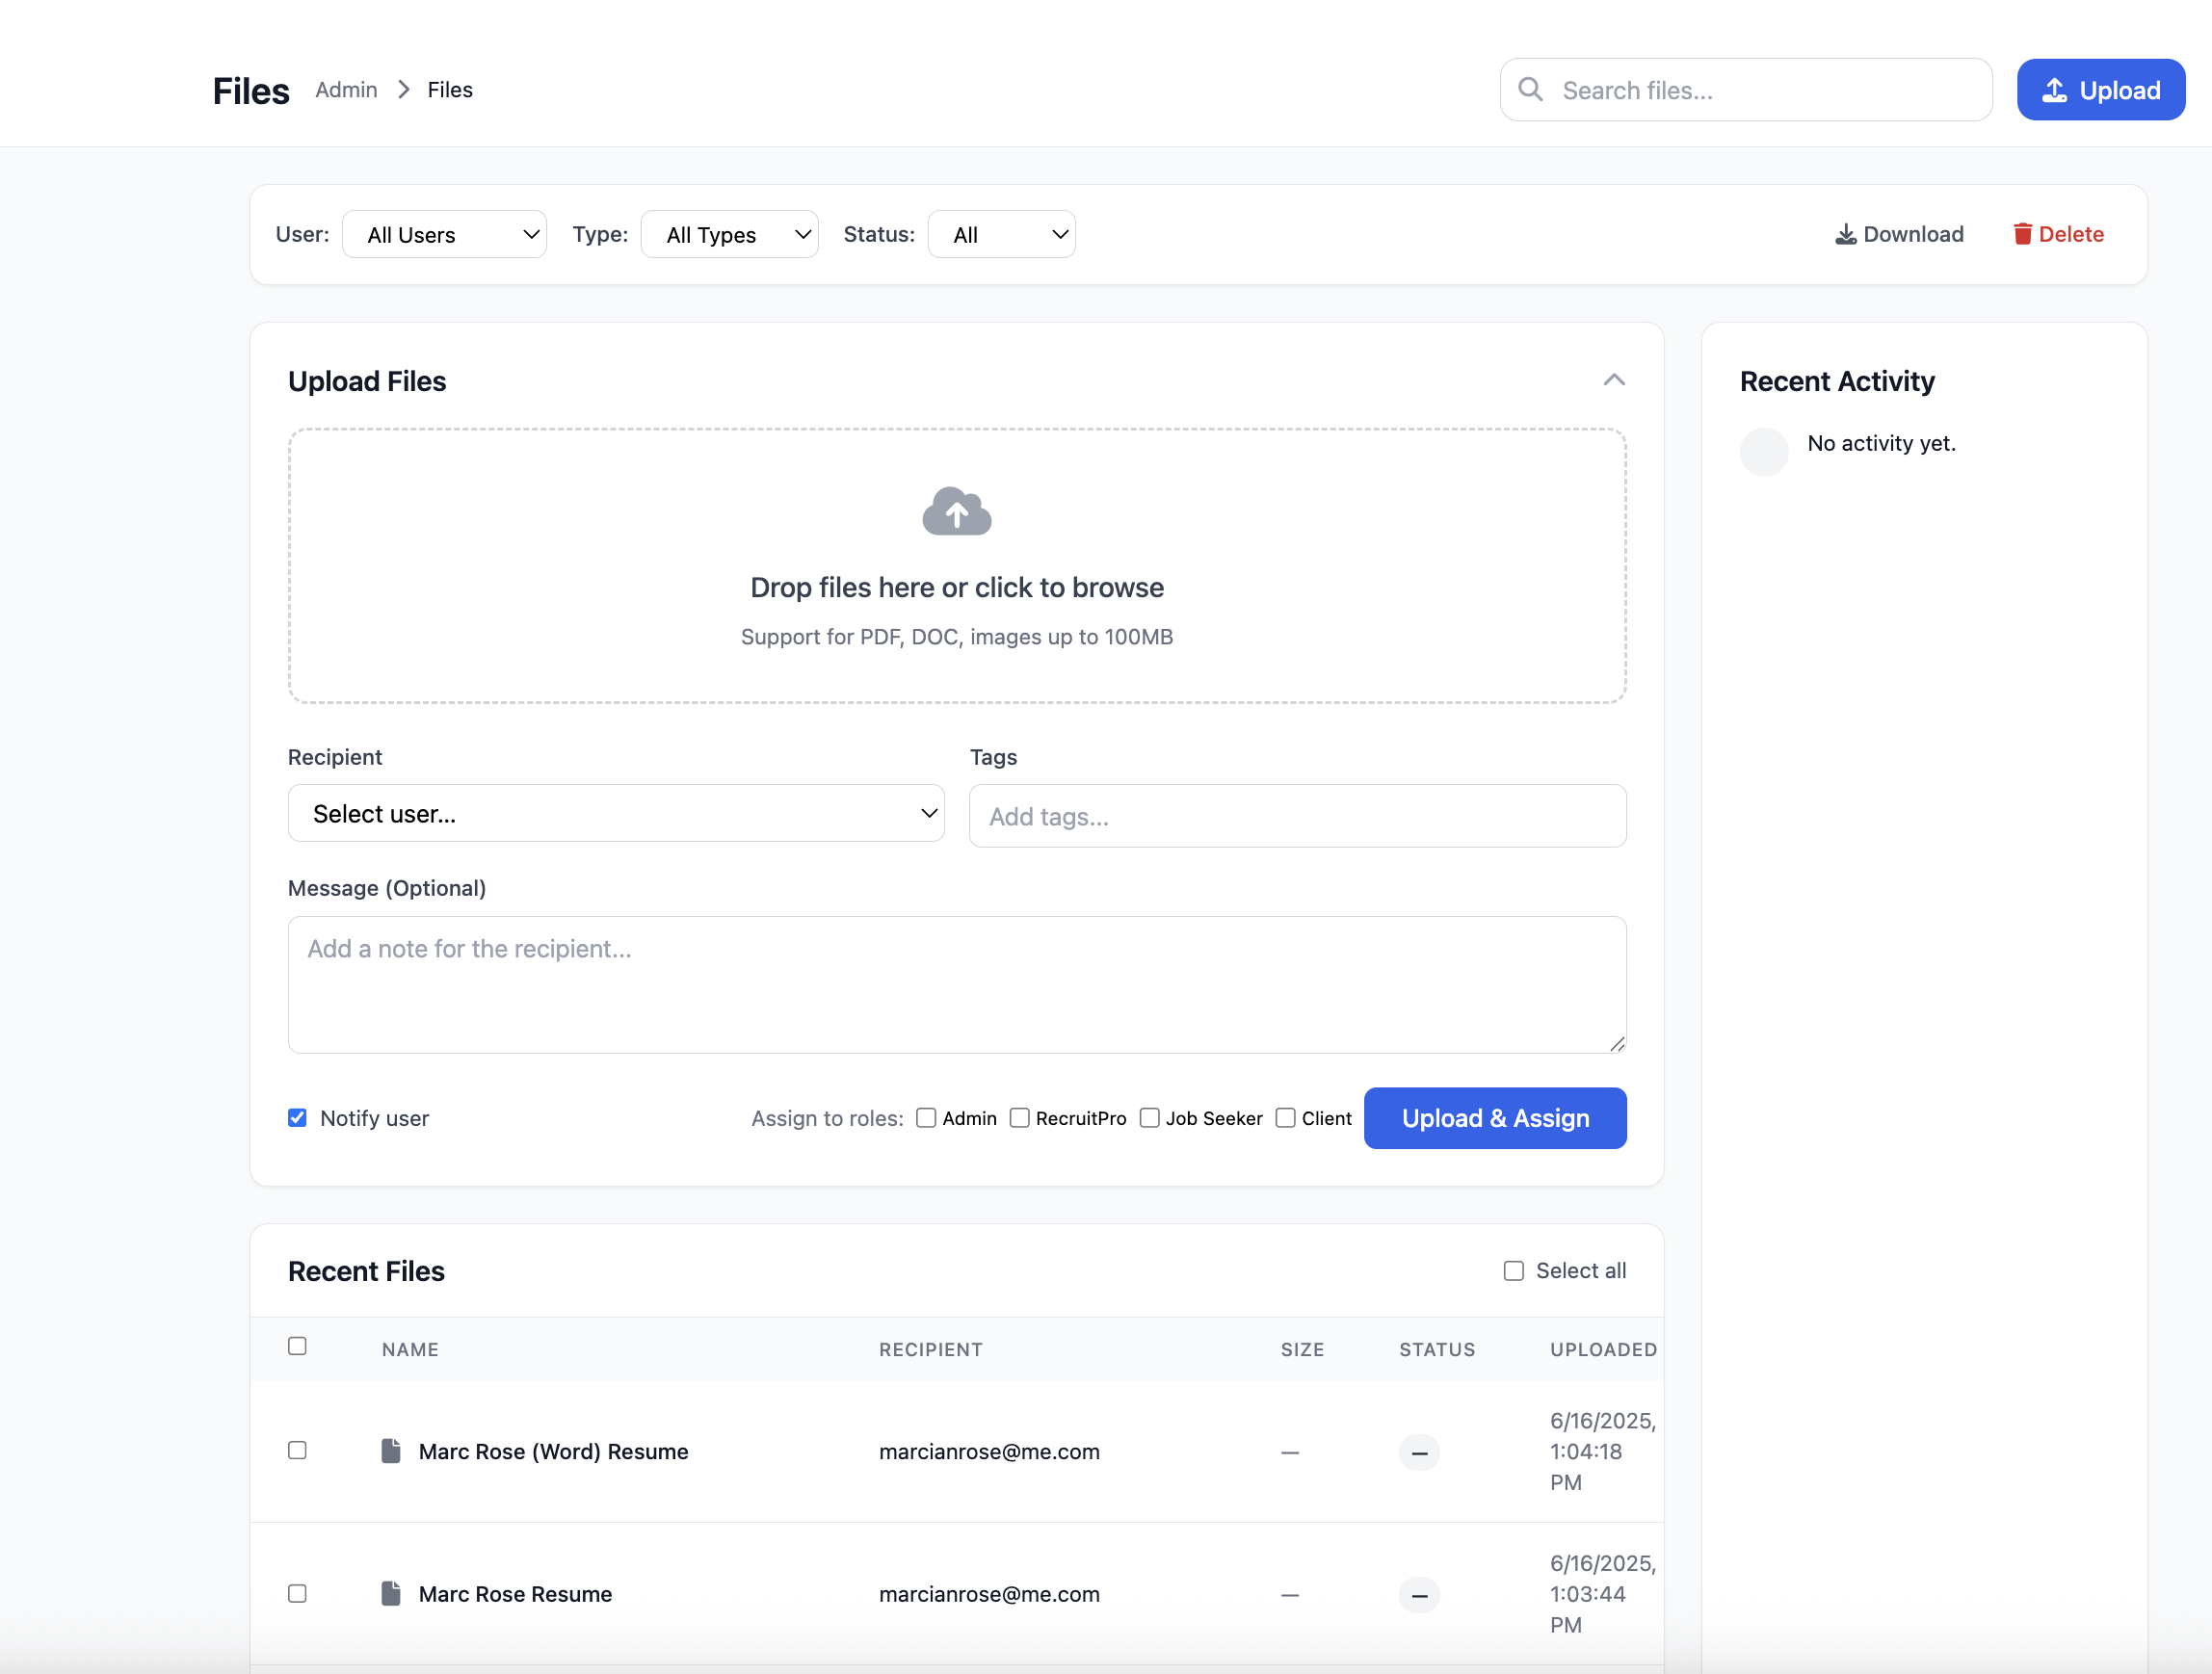 Files Admin > Files
Search files...
Upload
User: All Users Type: All Types Status: All
Download Delete
Upload Files
Drop files here or click to browse
Support for PDF, DOC, images up to 100MB
Recipient
Select user...
Tags
Add tags...
Message (Optional)
Add a note for the recipient...
Notify user
Assign to roles: Admin RecruitPro Job Seeker Client Upload & Assign
Recent Activity
No activity yet.
Recent Files
Select all
NAME RECIPIENT SIZE STATUS UPLOADED
Marc Rose (Word) Resume marcianrose@me.com — — 6/16/2025,
1:04:18
PM
Marc Rose Resume marcianrose@me.com — — 6/16/2025,
1:03:44
PM